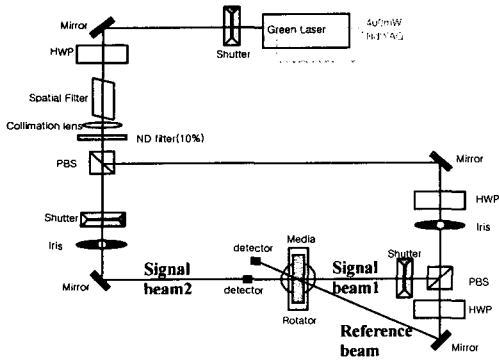 Mirror
Green Laser
HWP
Shutter
Spatial Filter
Collimation lens
ND filter(10%)
PBS
Mirror
HWP
Shutter
Iris
Iris
detector
Media
Shutter
Signal
beam2
Signal
beam1
PBS
Mirror
detector
HWP
Rotator
Reference
beam
Mirror